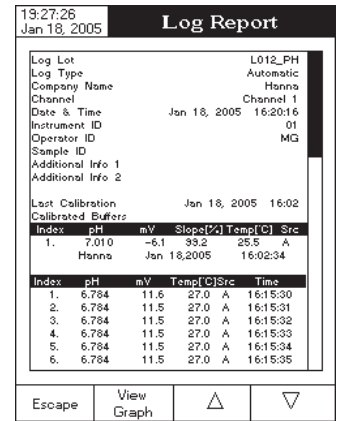 19:27:26
Jan 18, 2005
Log Report
Log Lot L012_PH
Log Type Automatic
Company Name Hanna
Channel Channel 1
Date & Time Jan 18, 2005 16:20:16
Instrument ID 01
Operator ID MG
Sample ID
Additional Info 1
Additional Info 2
Last Calibration Jan 18, 2005 16:02
Calibrated Buffers
Index pH mV Slope[%] Temp[°C] Src
1. 7.010 -6.1 99.2 25.5 A
Hanna Jan 18,2005 16:02:34
Index pH mV Temp[°C]Src Time
1. 6.784 11.6 27.0 A 16:15:30
2. 6.784 11.5 27.0 A 16:15:31
3. 6.784 11.5 27.0 A 16:15:32
4. 6.784 11.5 27.0 A 16:15:33
5. 6.784 11.5 27.0 A 16:15:34
6. 6.784 11.5 27.0 A 16:15:35
Escape
View
Graph